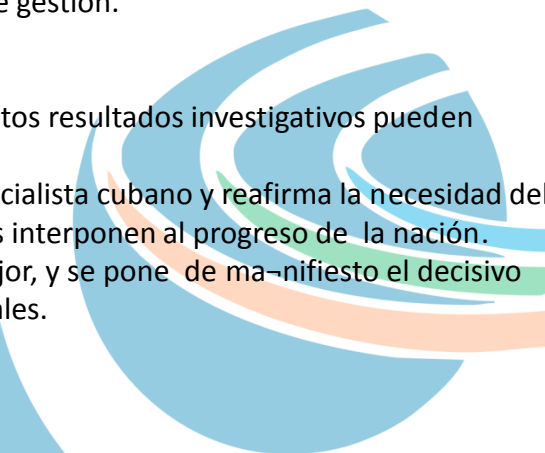 e gestión.
tos resultados investigativos pueden
cialista cubano y reafirma la necesidad del
s interponen al progreso de  la nación.
jor, y se pone  de ma¬nifiesto el decisivo
les.